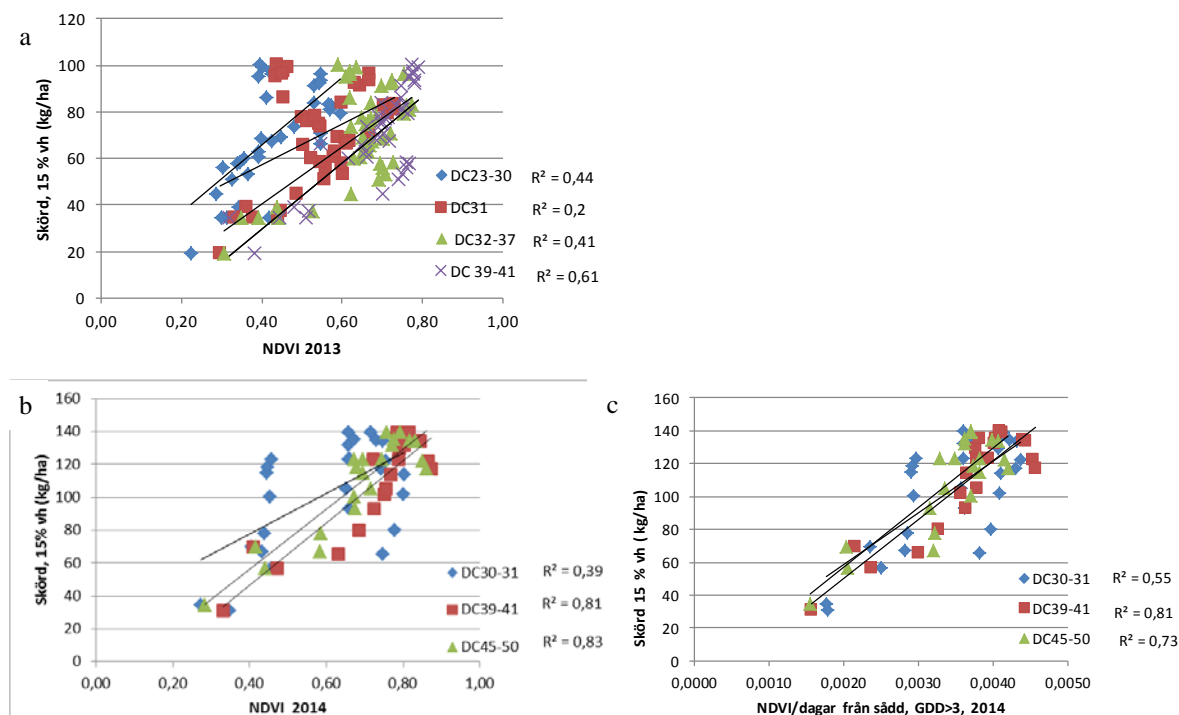 a
120
100
80
60
40
20
0
Skörd, 15 % vh (kg/ha)
DC23-30 R² = 0,44
DC31 R² = 0,2
DC32-37 R² = 0,41
DC 39-41 R² = 0,61
0,00 0,20 0,40 0,60 0,80 1,00
NDVI 2013
b
160
140
120
100
80
60
40
20
0
Skörd, 15% vh (kg/ha)
DC30-31 R² = 0,39
DC39-41 R² = 0,81
DC45-50 R² = 0,83
0,00 0,20 0,40 0,60 0,80 1,00
NDVI 2014
c
160
140
120
100
80
60
40
20
0
Skörd 15 % vh (kg/ha)
DC30-31 R² = 0,55
DC39-41 R² = 0,81
DC45-50 R² = 0,73
0,0000 0,0010 0,0020 0,0030 0,0040 0,0050
NDVI/dagar från sådd, GDD>3, 2014